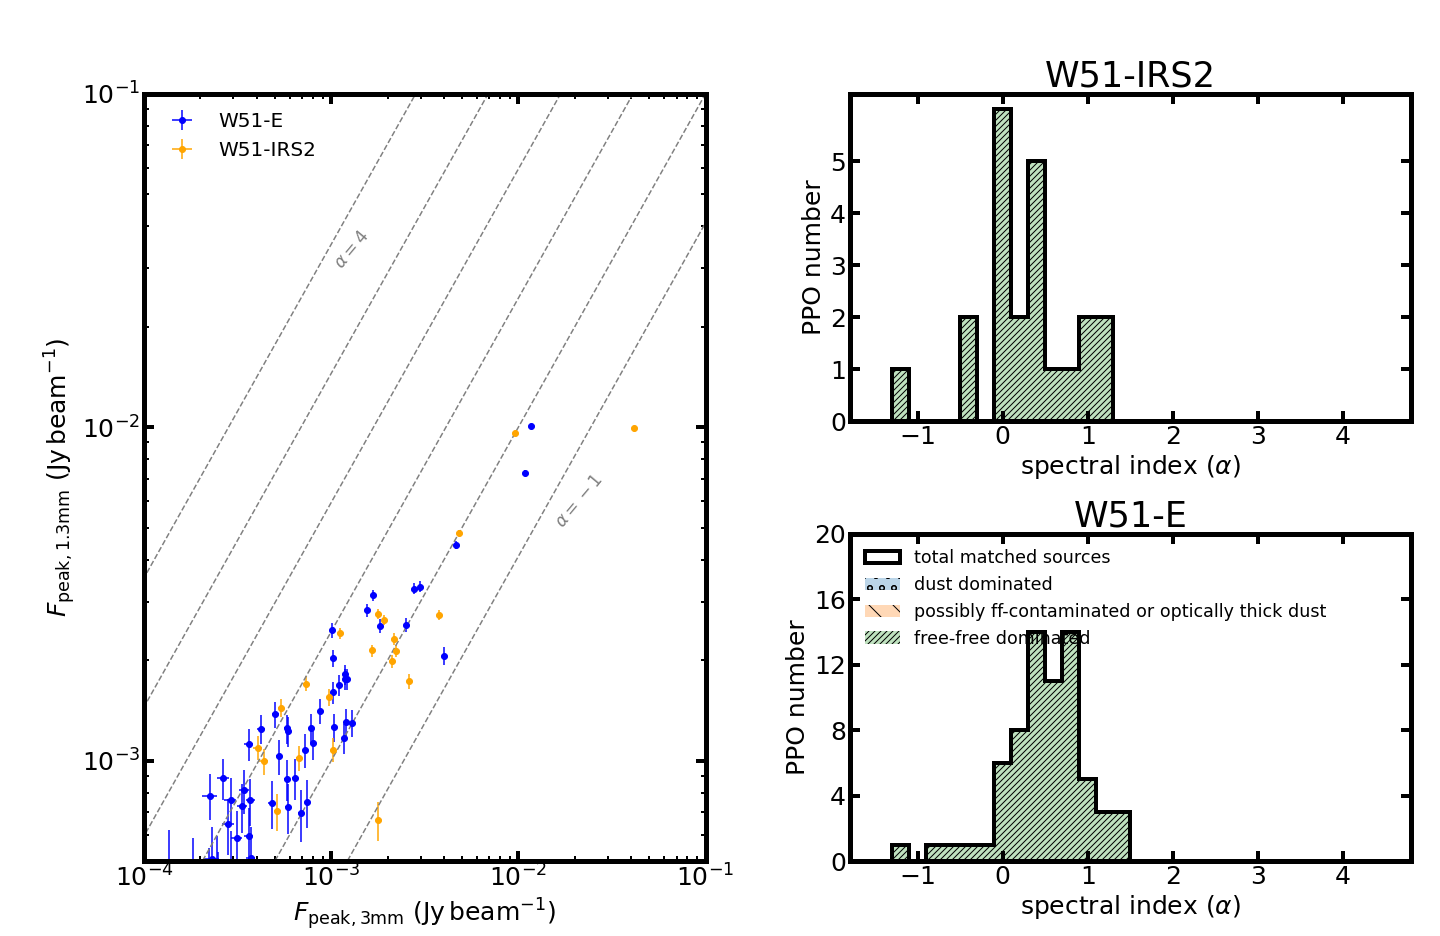 10⁻¹
10⁻²
10⁻³
F_peak, 1.3mm (Jy beam⁻¹)
W51-E
W51-IRS2
α = 4
α = −1
10⁻⁴ 10⁻³ 10⁻² 10⁻¹
F_peak, 3mm (Jy beam⁻¹)
W51-IRS2
5
4
3
2
1
0
PPO number
−1 0 1 2 3 4
spectral index (α)
W51-E
20
16
12
8
4
0
PPO number
total matched sources
dust dominated
possibly ff-contaminated or optically thick dust
free-free dominated
−1 0 1 2 3 4
spectral index (α)